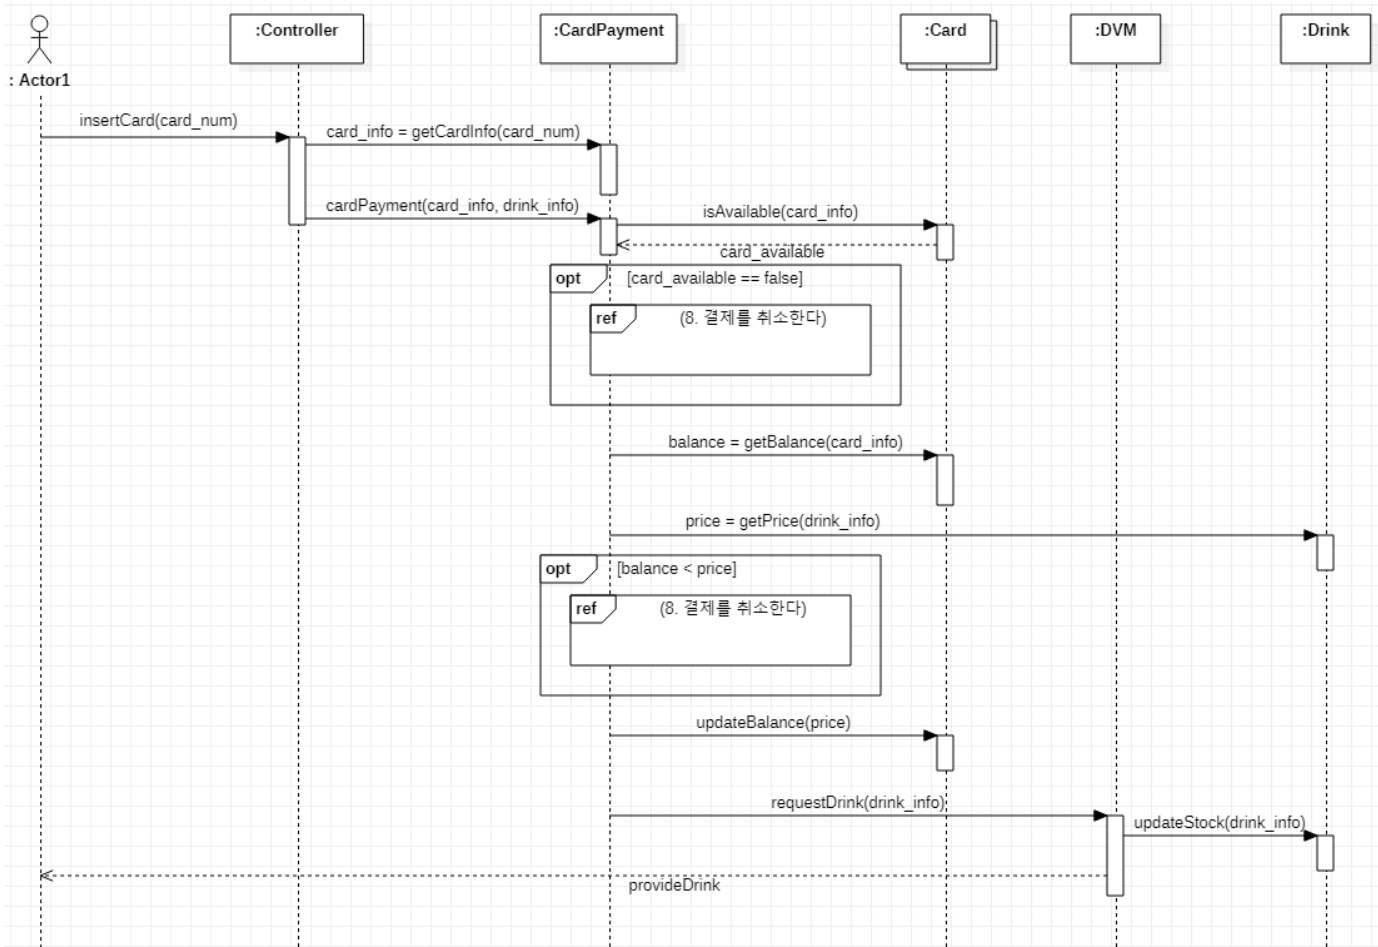 :Controller
:CardPayment
:Card
:DVM
:Drink
: Actor1
insertCard(card_num)
card_info = getCardInfo(card_num)
cardPayment(card_info, drink_info)
isAvailable(card_info)
card_available
opt
[card_available == false]
ref
(8. 결제를 취소한다)
balance = getBalance(card_info)
price = getPrice(drink_info)
opt
[balance < price]
ref
(8. 결제를 취소한다)
updateBalance(price)
requestDrink(drink_info)
updateStock(drink_info)
provideDrink